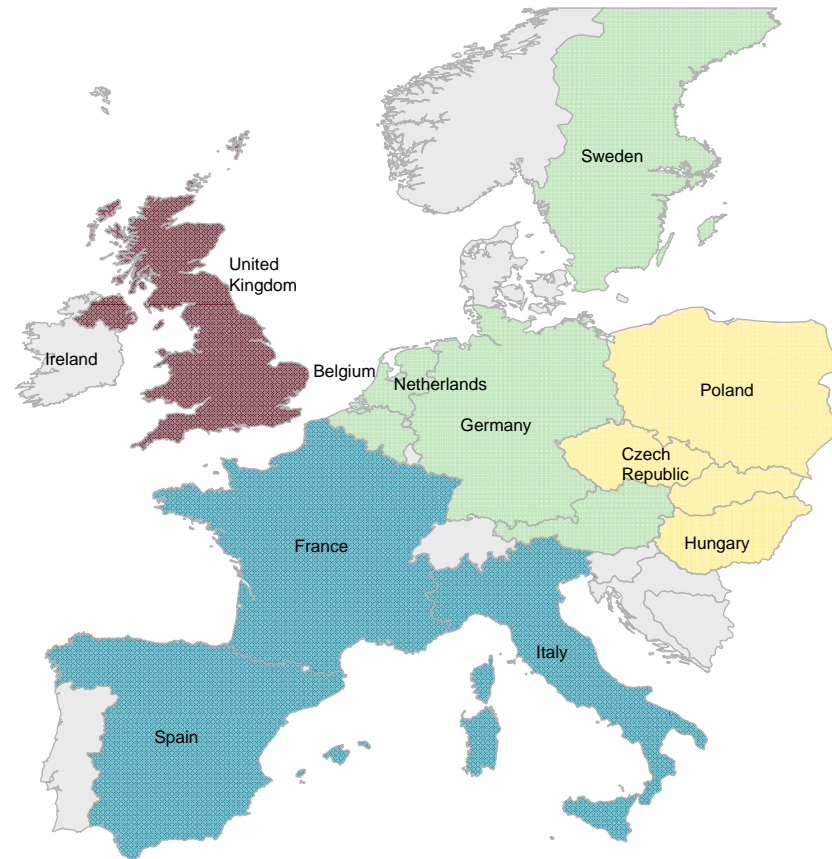 Sweden
United
Kingdom
Ireland
Belgium
Netherlands
Poland
Germany
Czech
Republic
France
Hungary
Italy
Spain